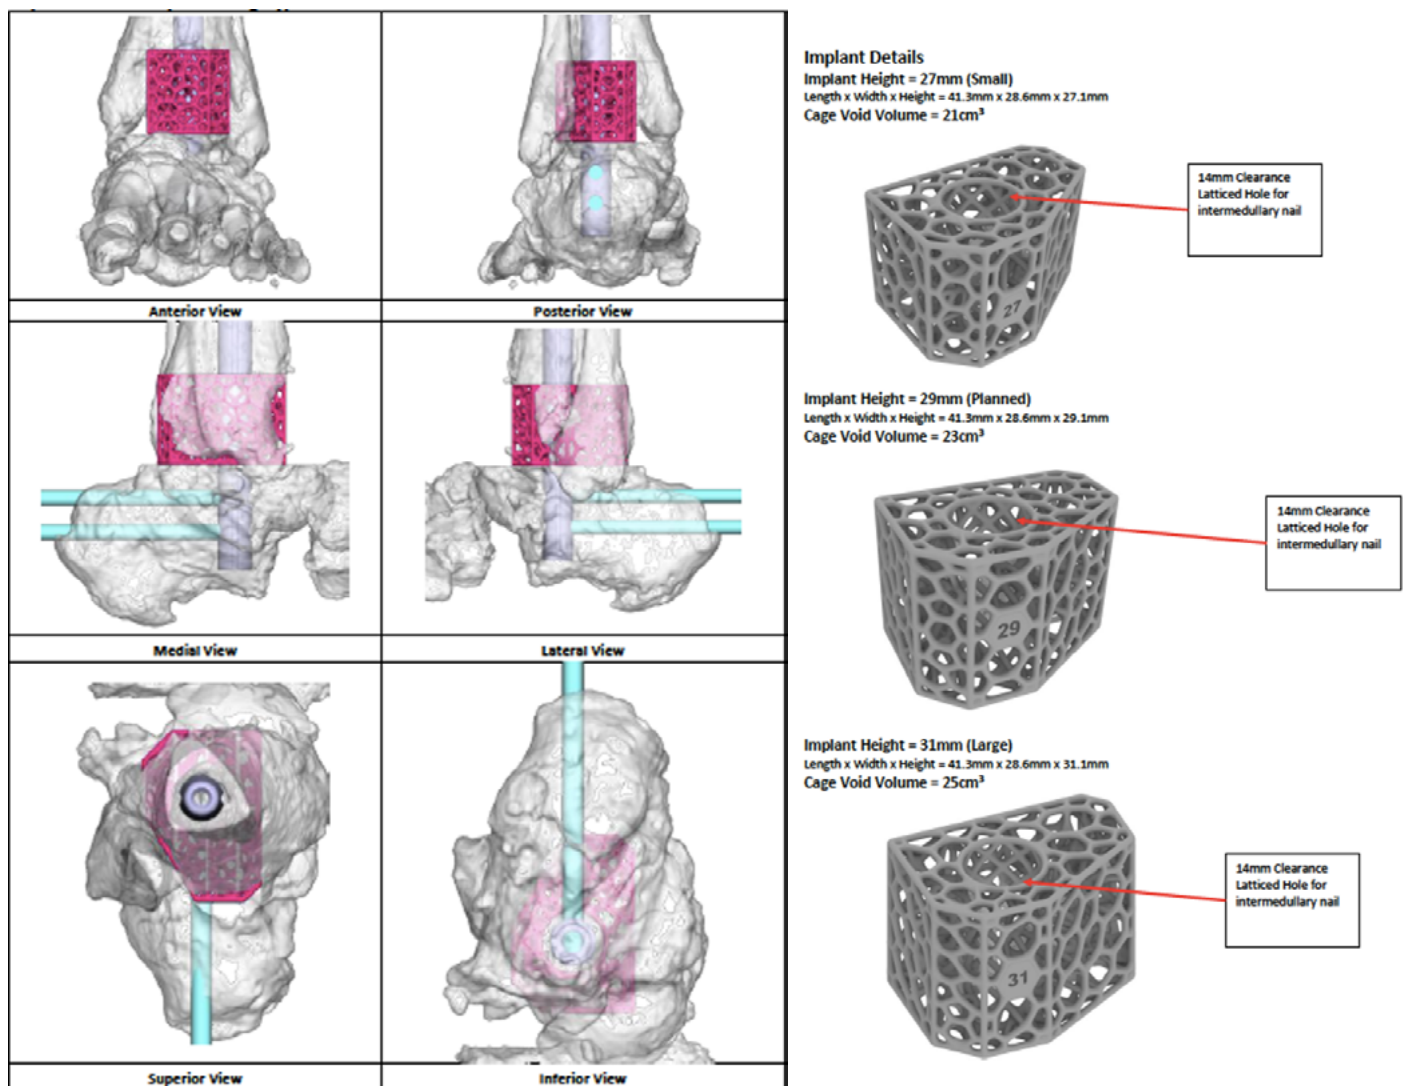 Anterior View
Posterior View
Medial View
Lateral View
Superior View
Inferior View
Implant Details
Implant Height = 27mm (Small)
Length x Width x Height = 41.3mm x 28.6mm x 27.1mm
Cage Void Volume = 21cm³
14mm Clearance
Latticed Hole for
intermedullary nail
27
Implant Height = 29mm (Planned)
Length x Width x Height = 41.3mm x 28.6mm x 29.1mm
Cage Void Volume = 23cm³
14mm Clearance
Latticed Hole for
intermedullary nail
29
Implant Height = 31mm (Large)
Length x Width x Height = 41.3mm x 28.6mm x 31.1mm
Cage Void Volume = 25cm³
14mm Clearance
Latticed Hole for
intermedullary nail
31